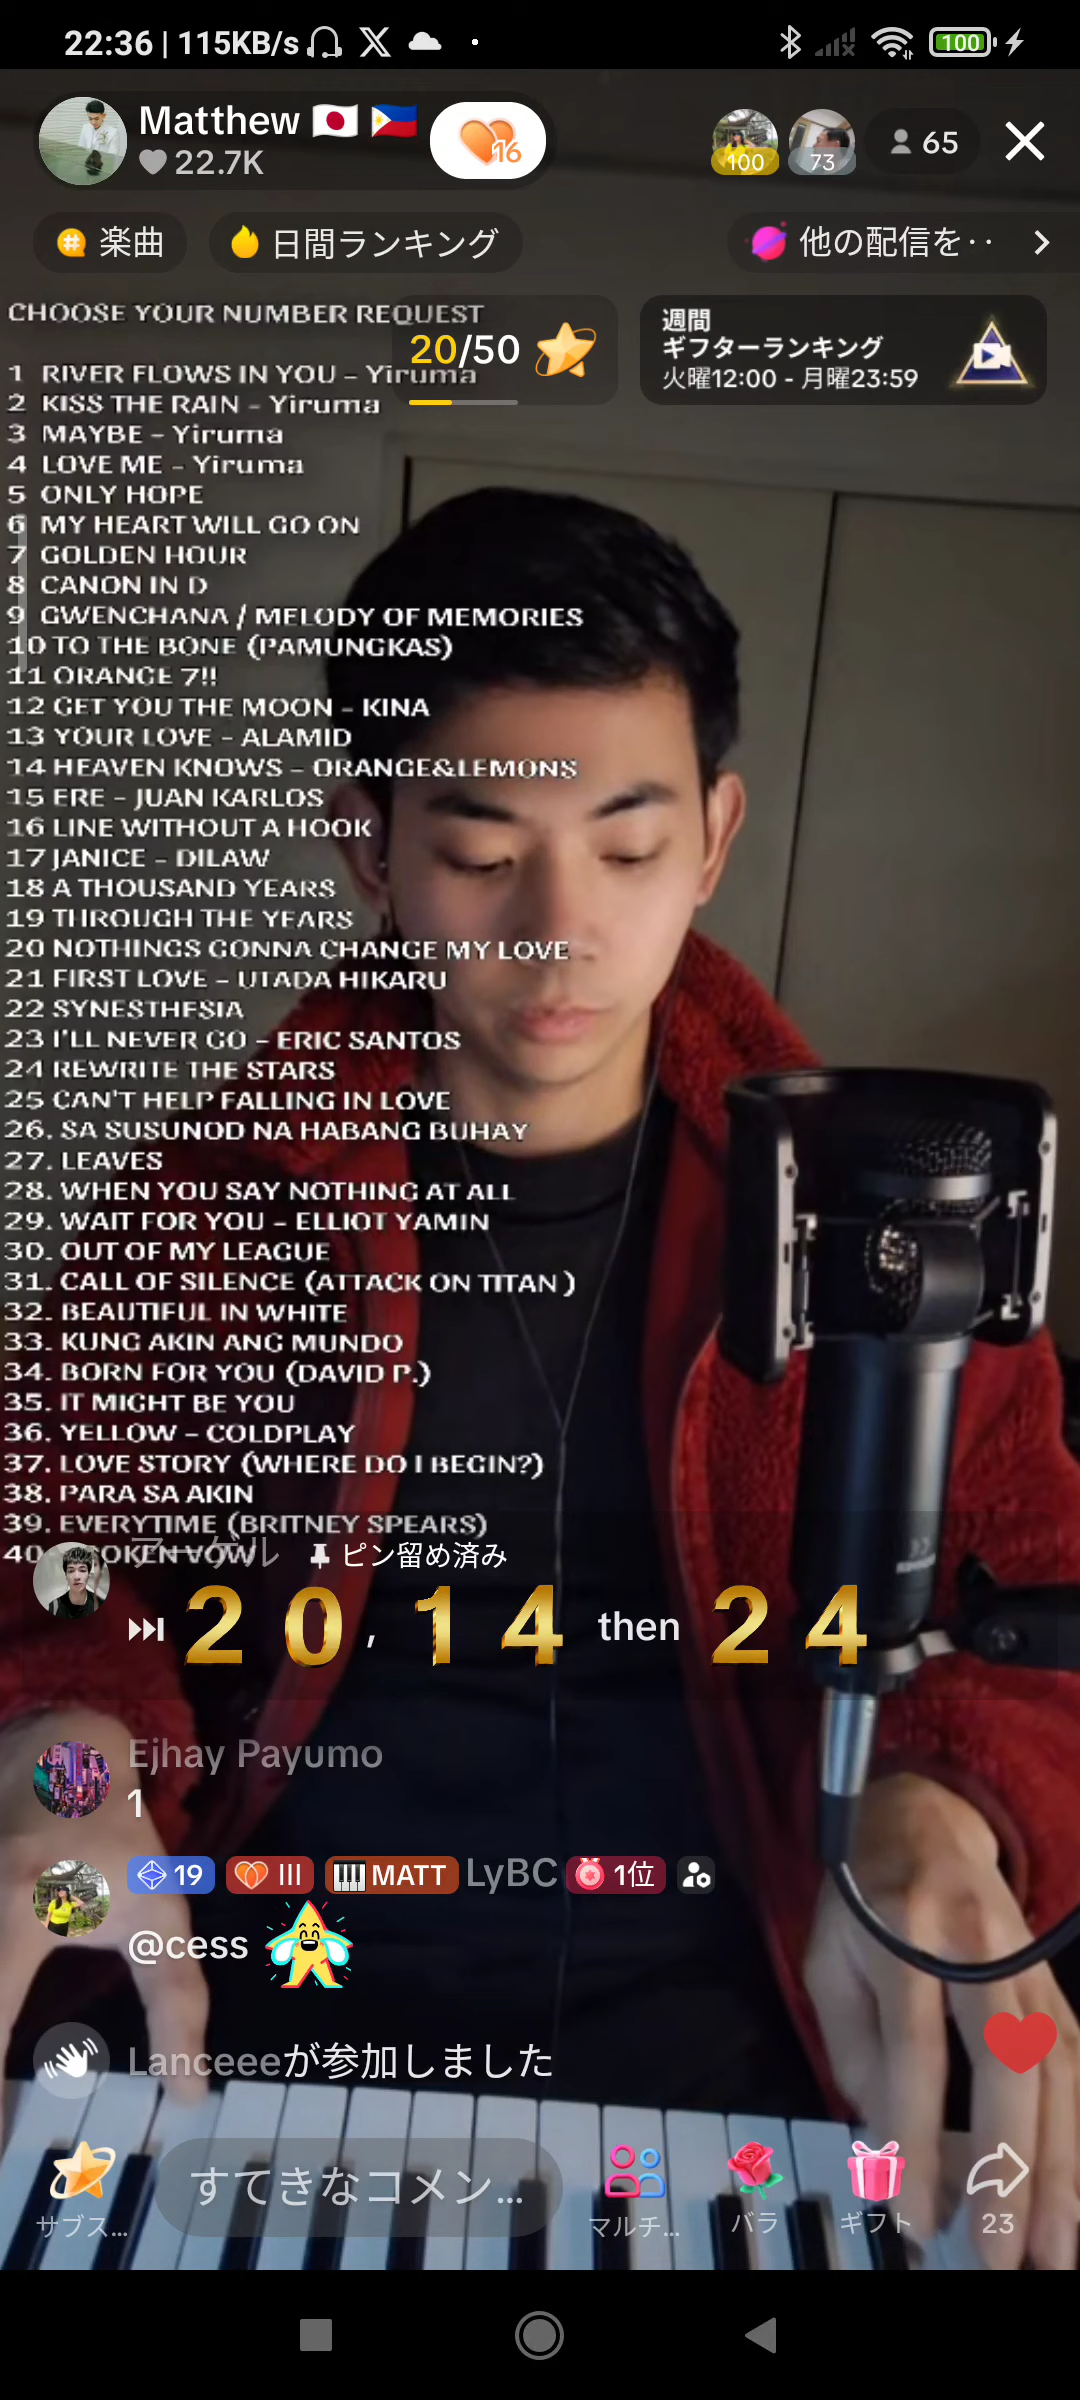 22:36 | 115KB/s
100
Matthew 🇯🇵 🇵🇭
22.7K
16
100
73
65
楽曲
日間ランキング
他の配信を‥
CHOOSE YOUR NUMBER REQUEST
20/50
週間
ギフターランキング
火曜12:00 - 月曜23:59
1 RIVER FLOWS IN YOU – Yiruma
2 KISS THE RAIN – Yiruma
3 MAYBE – Yiruma
4 LOVE ME – Yiruma
5 ONLY HOPE
6 MY HEART WILL GO ON
7 GOLDEN HOUR
8 CANON IN D
9 GWENCHANA / MELODY OF MEMORIES
10 TO THE BONE (PAMUNGKAS)
11 ORANGE 7!!
12 GET YOU THE MOON – KINA
13 YOUR LOVE – ALAMID
14 HEAVEN KNOWS – ORANGE&LEMONS
15 ERE – JUAN KARLOS
16 LINE WITHOUT A HOOK
17 JANICE – DILAW
18 A THOUSAND YEARS
19 THROUGH THE YEARS
20 NOTHINGS GONNA CHANGE MY LOVE
21 FIRST LOVE – UTADA HIKARU
22 SYNESTHESIA
23 I'LL NEVER GO – ERIC SANTOS
24 REWRITE THE STARS
25 CAN'T HELP FALLING IN LOVE
26. SA SUSUNOD NA HABANG BUHAY
27. LEAVES
28. WHEN YOU SAY NOTHING AT ALL
29. WAIT FOR YOU – ELLIOT YAMIN
30. OUT OF MY LEAGUE
31. CALL OF SILENCE (ATTACK ON TITAN )
32. BEAUTIFUL IN WHITE
33. KUNG AKIN ANG MUNDO
34. BORN FOR YOU (DAVID P.)
35. IT MIGHT BE YOU
36. YELLOW – COLDPLAY
37. LOVE STORY (WHERE DO I BEGIN?)
38. PARA SA AKIN
39. EVERYTIME (BRITNEY SPEARS)
40 VOW
アーゲル ピン留め済み
20, 14 then 24
Ejhay Payumo
1
19 III MATT LyBC 1位
@cess
Lanceeeが参加しました
サブス... すてきなコメン... マルチ... バラ ギフト 23